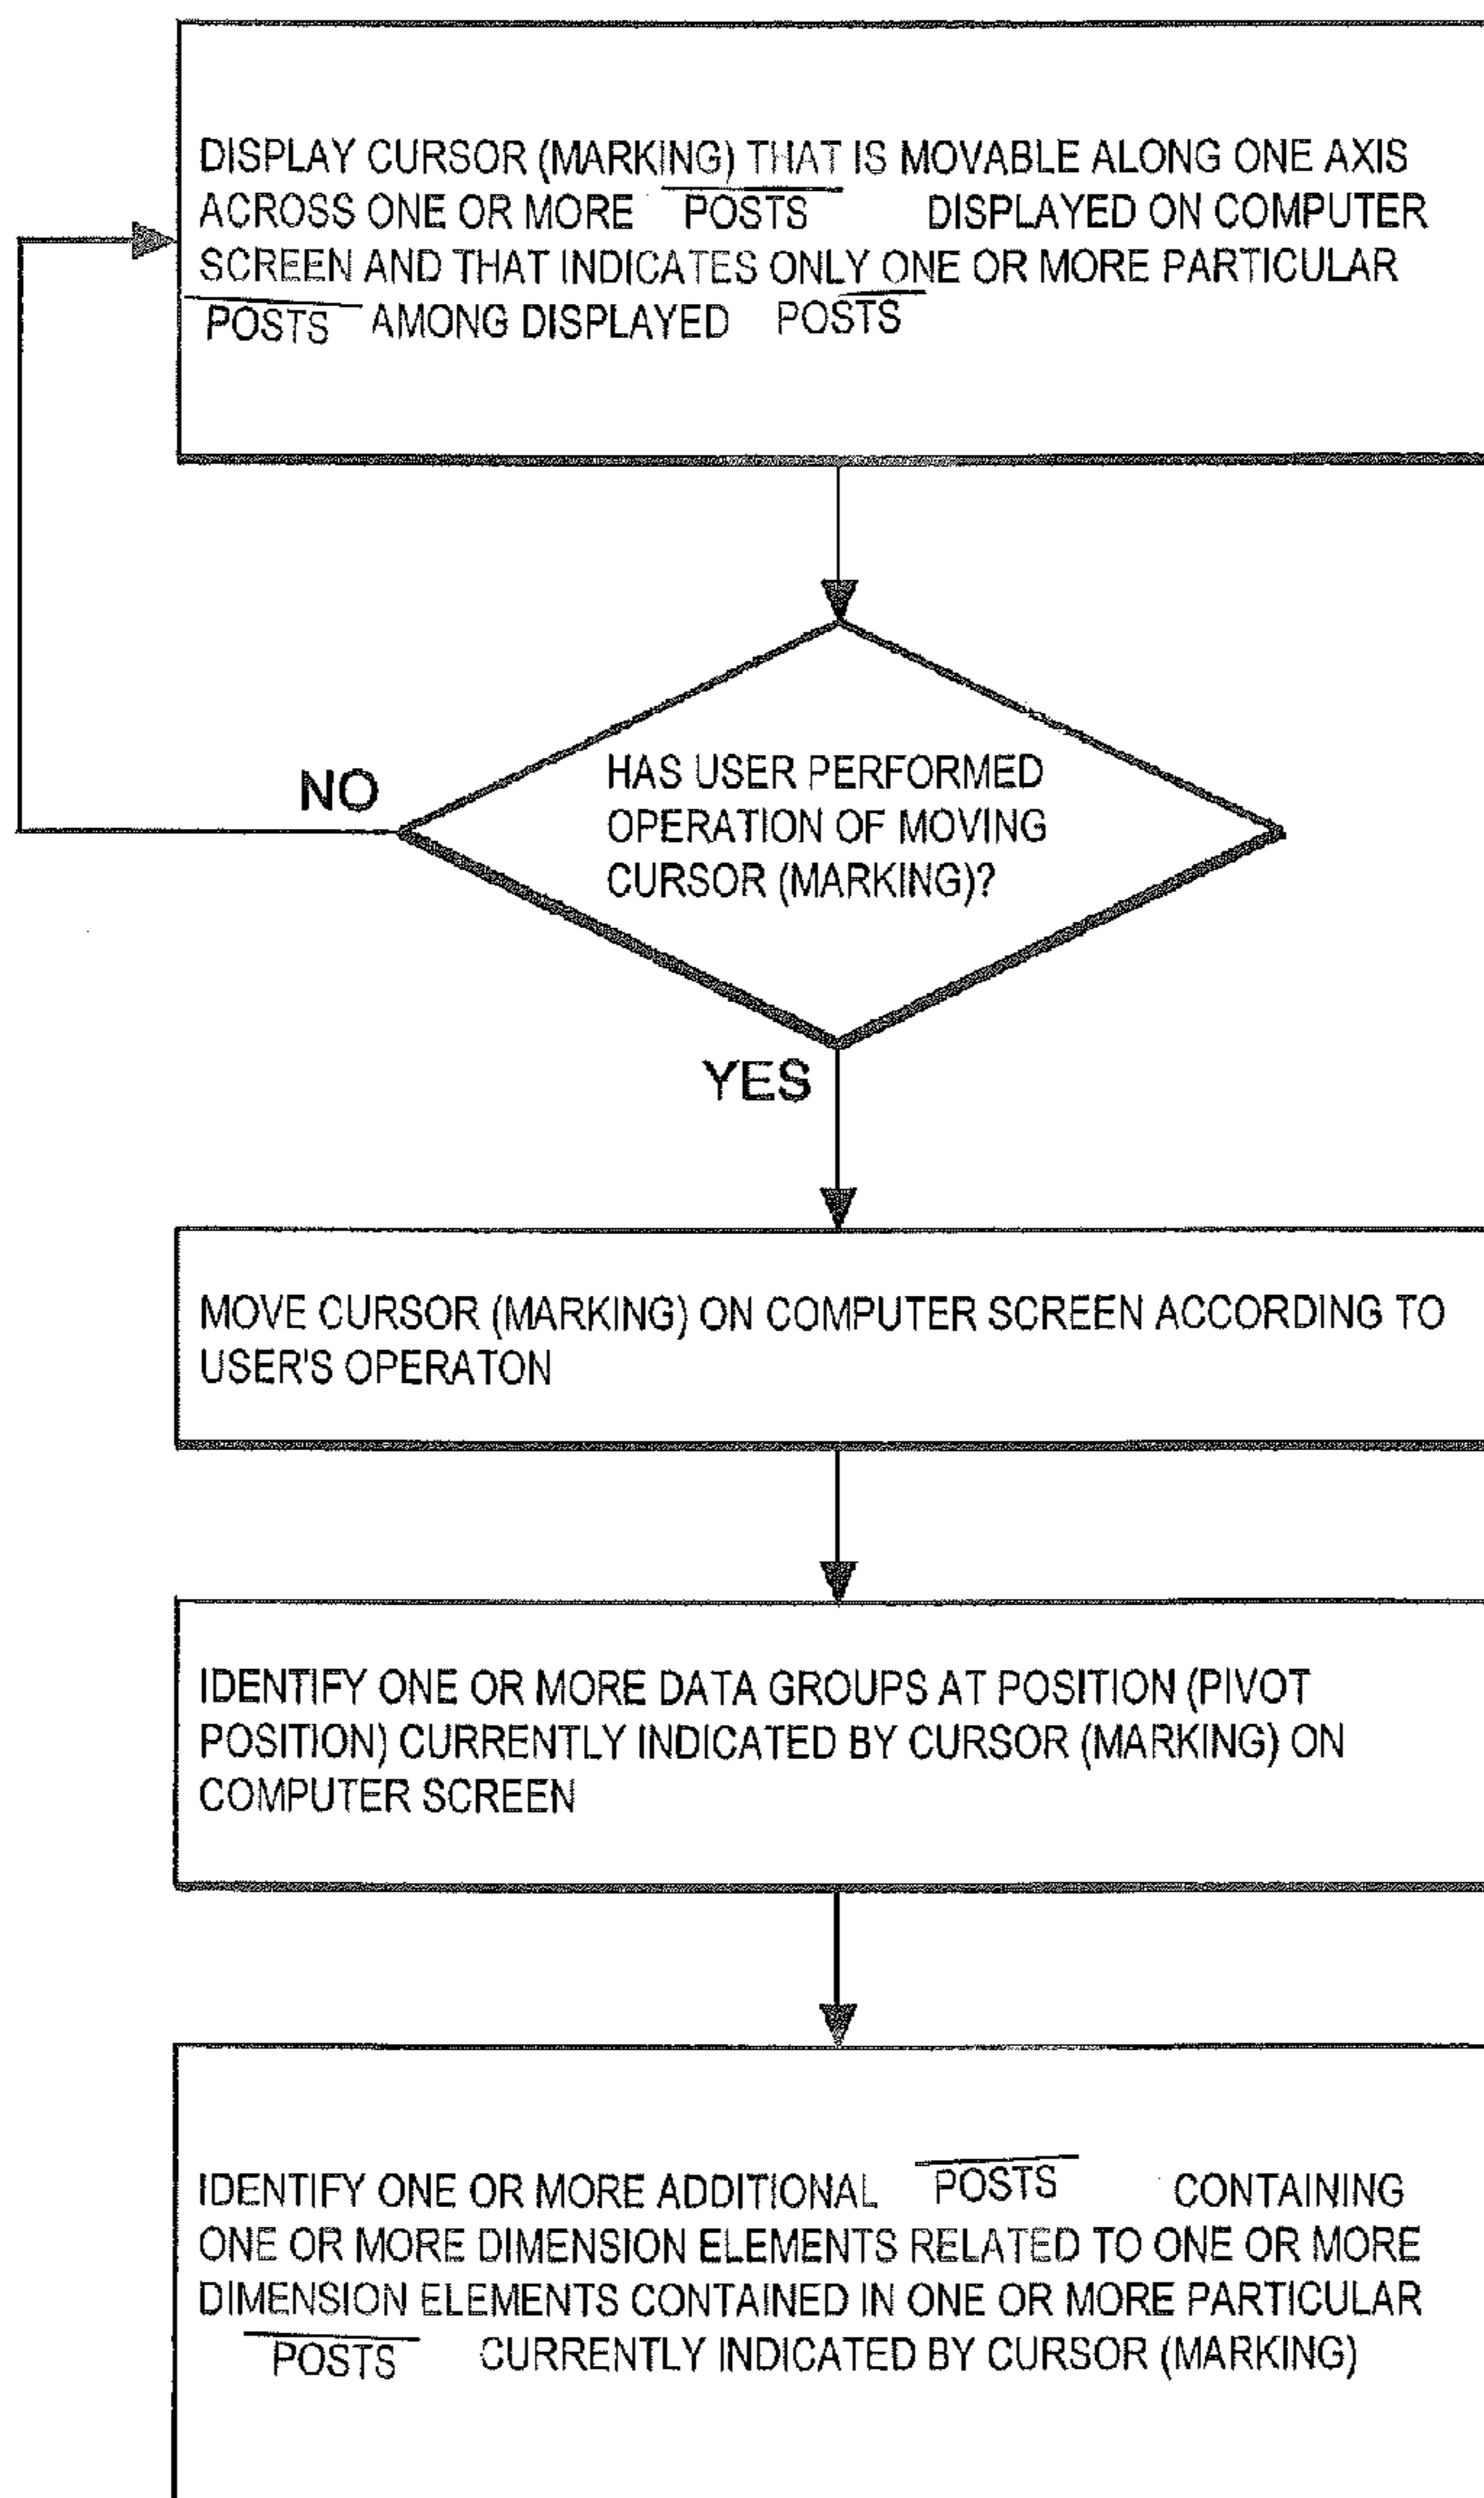 DISPLAY CURSOR (MARKING) THAT IS MOVABLE ALONG ONE AXIS
ACROSS ONE OR MORE POSTS DISPLAYED ON COMPUTER
SCREEN AND THAT INDICATES ONLY ONE OR MORE PARTICULAR
POSTS AMONG DISPLAYED POSTS
HAS USER PERFORMED
OPERATION OF MOVING
CURSOR (MARKING)?
NO
YES
MOVE CURSOR (MARKING) ON COMPUTER SCREEN ACCORDING TO
USER'S OPERATON
IDENTIFY ONE OR MORE DATA GROUPS AT POSITION (PIVOT
POSITION) CURRENTLY INDICATED BY CURSOR (MARKING) ON
COMPUTER SCREEN
IDENTIFY ONE OR MORE ADDITIONAL POSTS CONTAINING
ONE OR MORE DIMENSION ELEMENTS RELATED TO ONE OR MORE
DIMENSION ELEMENTS CONTAINED IN ONE OR MORE PARTICULAR
POSTS CURRENTLY INDICATED BY CURSOR (MARKING)